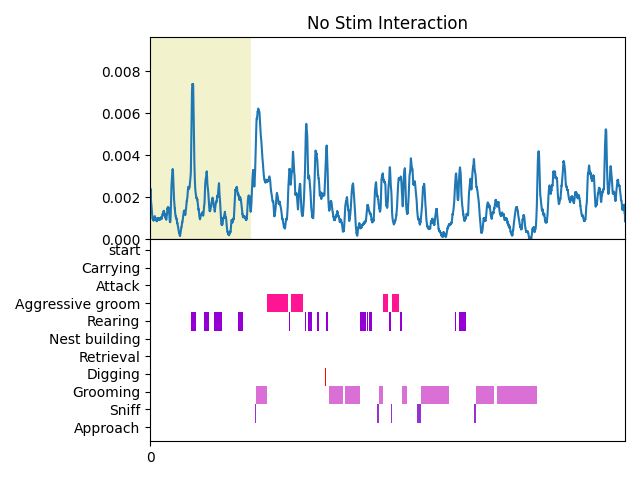 No Stim Interaction
0.008
0.006
0.004
0.002
0.000
start
Carrying
Attack
Aggressive groom
Rearing
Nest building
Retrieval
Digging
Grooming
Sniff
Approach
0